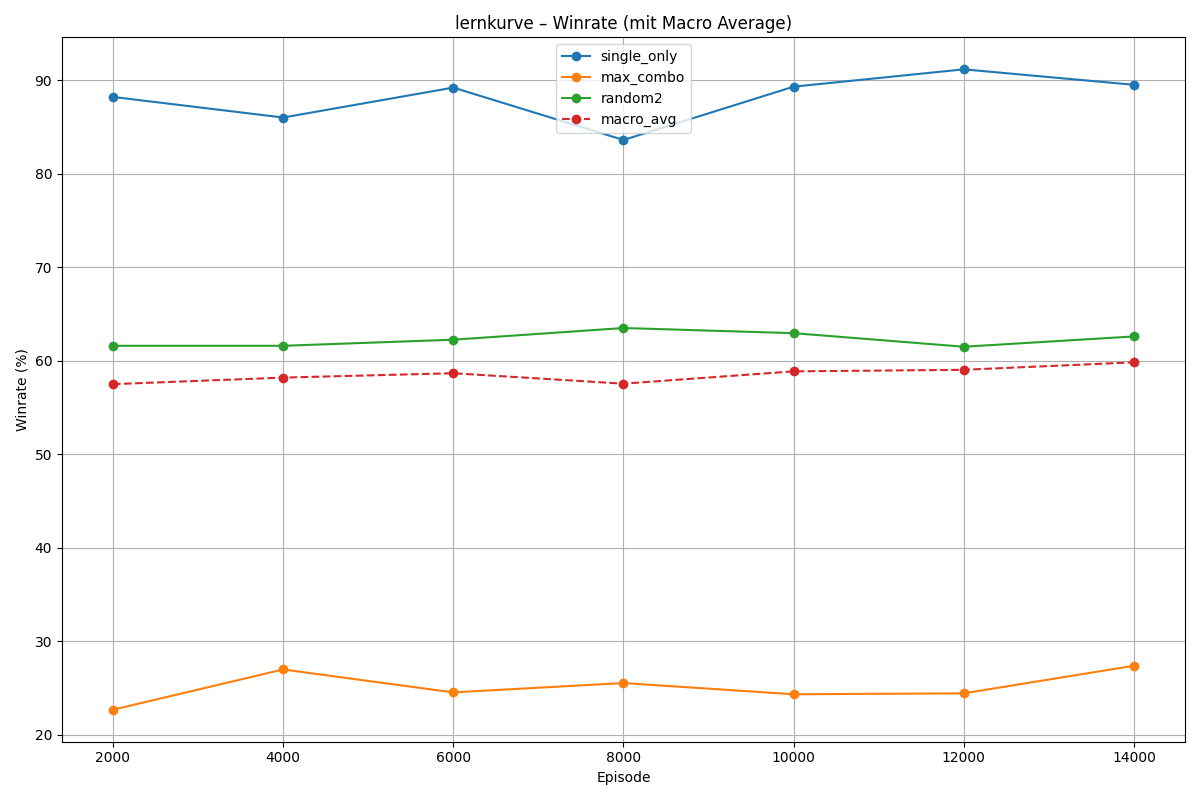 lernkurve – Winrate (mit Macro Average)
single_only
max_combo
random2
macro_avg
Winrate (%)
90
80
70
60
50
40
30
20
2000 4000 6000 8000 10000 12000 14000
Episode